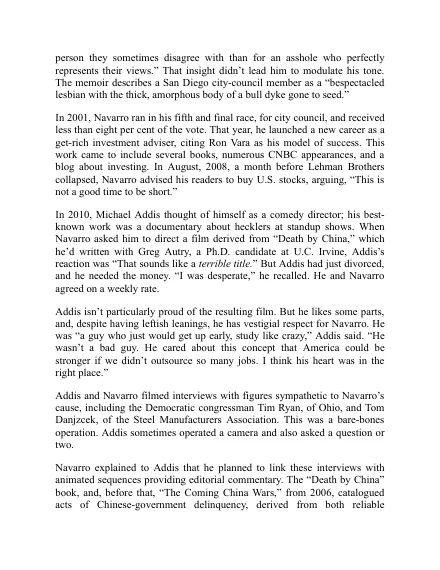 person they sometimes disagree with than for an asshole who perfectly
represents their views.” That insight didn’t lead him to modulate his tone.
The memoir describes a San Diego city-council member as a “bespectacled
lesbian with the thick, amorphous body of a bull dyke gone to seed.”
In 2001, Navarro ran in his fifth and final race, for city council, and received
less than eight per cent of the vote. That year, he launched a new career as a
get-rich investment adviser, citing Ron Vara as his model of success. This
work came to include several books, numerous CNBC appearances, and a
blog about investing. In August, 2008, a month before Lehman Brothers
collapsed, Navarro advised his readers to buy U.S. stocks, arguing, “This is
not a good time to be short.”
In 2010, Michael Addis thought of himself as a comedy director; his best-
known work was a documentary about hecklers at standup shows. When
Navarro asked him to direct a film derived from “Death by China,” which
he’d written with Greg Autry, a Ph.D. candidate at U.C. Irvine, Addis’s
reaction was “That sounds like a terrible title.” But Addis had just divorced,
and he needed the money. “I was desperate,” he recalled. He and Navarro
agreed on a weekly rate.
Addis isn’t particularly proud of the resulting film. But he likes some parts,
and, despite having leftish leanings, he has vestigial respect for Navarro. He
was “a guy who just would get up early, study like crazy,” Addis said. “He
wasn’t a bad guy. He cared about this concept that America could be
stronger if we didn’t outsource so many jobs. I think his heart was in the
right place.”
Addis and Navarro filmed interviews with figures sympathetic to Navarro’s
cause, including the Democratic congressman Tim Ryan, of Ohio, and Tom
Danjzcek, of the Steel Manufacturers Association. This was a bare-bones
operation. Addis sometimes operated a camera and also asked a question or
two.
Navarro explained to Addis that he planned to link these interviews with
animated sequences providing editorial commentary. The “Death by China”
book, and, before that, “The Coming China Wars,” from 2006, catalogued
acts of Chinese-government delinquency, derived from both reliable